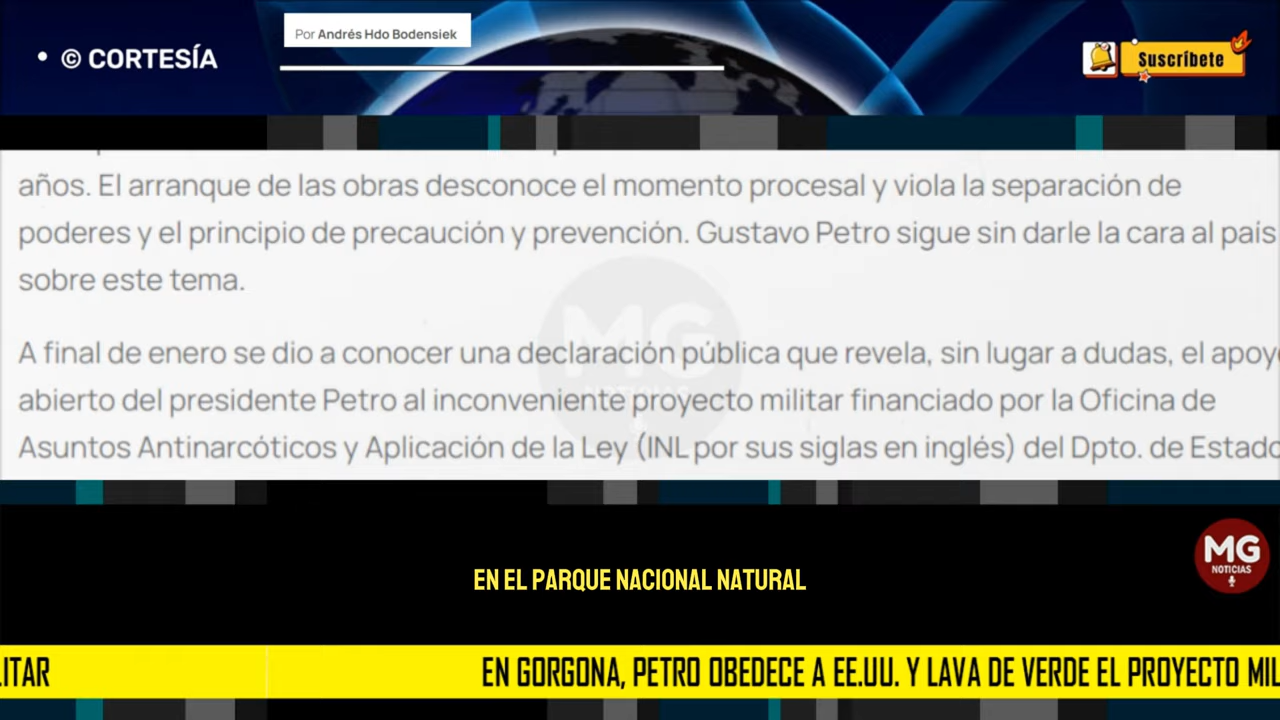 Por Andrés Hdo Bodensiek
• © CORTESÍA
Suscríbete
años. El arranque de las obras desconoce el momento procesal y viola la separación de
poderes y el principio de precaución y prevención. Gustavo Petro sigue sin darle la cara al país
sobre este tema.
A final de enero se dio a conocer una declaración pública que revela, sin lugar a dudas, el apoy
abierto del presidente Petro al inconveniente proyecto militar financiado por la Oficina de
Asuntos Antinarcóticos y Aplicación de la Ley (INL por sus siglas en inglés) del Dpto. de Estado
MG
NOTICIAS
EN EL PARQUE NACIONAL NATURAL
MG
NOTICIAS
LITAR
EN GORGONA, PETRO OBEDECE A EE.UU. Y LAVA DE VERDE EL PROYECTO MIL